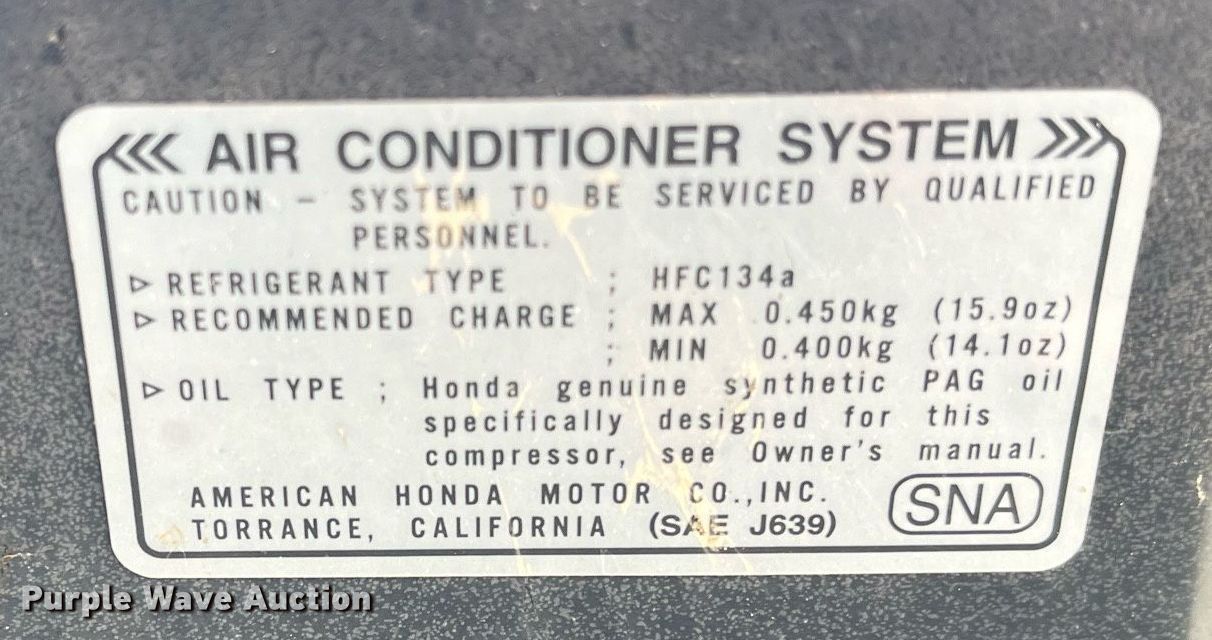 AIR CONDITIONER SYSTEM
CAUTION - SYSTEM TO BE SERVICED BY QUALIFIED
PERSONNEL.
▷ REFRIGERANT TYPE ; HFC134a
▷ RECOMMENDED CHARGE ; MAX 0.450kg (15.9oz)
; MIN 0.400kg (14.1oz)
▷ OIL TYPE ; Honda genuine synthetic PAG oil
specifically designed for this
compressor, see Owner's manual.
AMERICAN HONDA MOTOR CO.,INC.
TORRANCE, CALIFORNIA (SAE J639)
SNA
Purple Wave Auction